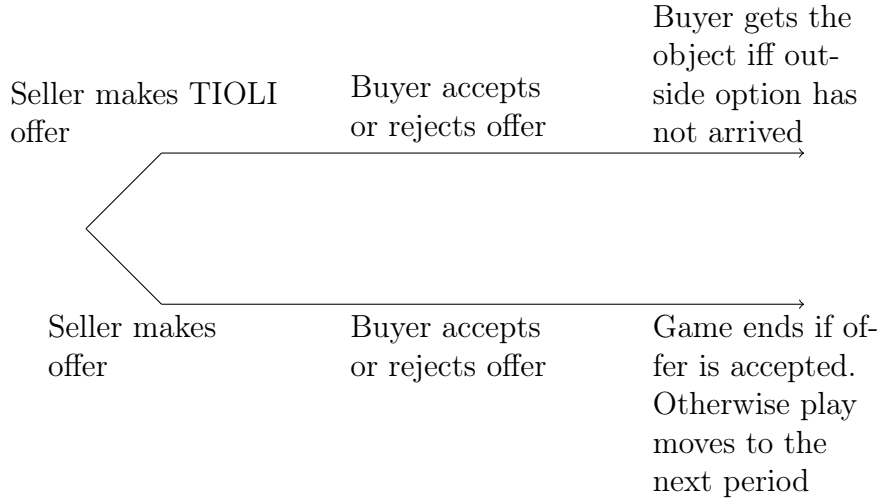 Seller makes TIOLI
offer
Buyer accepts
or rejects offer
Buyer gets the
object iff out-
side option has
not arrived
Seller makes
offer
Buyer accepts
or rejects offer
Game ends if of-
fer is accepted.
Otherwise play
moves to the
next period